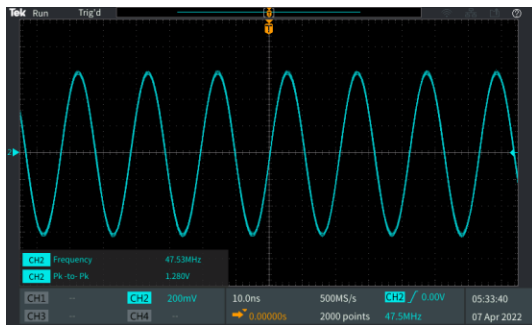 Tek Run Trig'd
T
2
CH2 Frequency 47.53MHz
CH2 Pk-to-Pk 1.280V
CH1 -- CH2 200mV 10.0ns 500MS/s CH2 / 0.00V 05:33:40
CH3 -- CH4 -- 0.00000s 2000 points 47.5MHz 07 Apr 2022